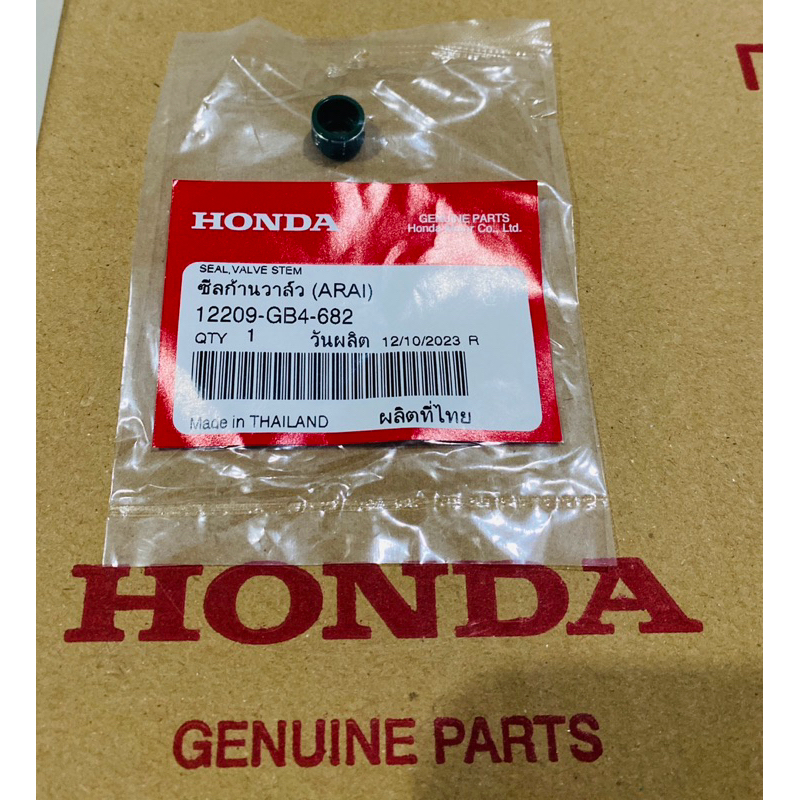 HONDA
GENUINE PARTS
Honda Motor Co., Ltd.
SEAL,VALVE STEM
ซีลก้านวาล์ว (ARAI)
12209-GB4-682
QTY 1 วันผลิต 12/10/2023 R
Made in THAILAND ผลิตที่ไทย
HONDA
GENUINE PARTS